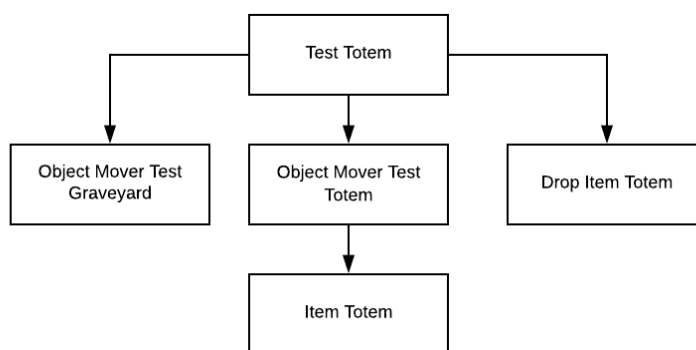 Test Totem
Object Mover Test
Graveyard
Object Mover Test
Totem
Drop Item Totem
Item Totem